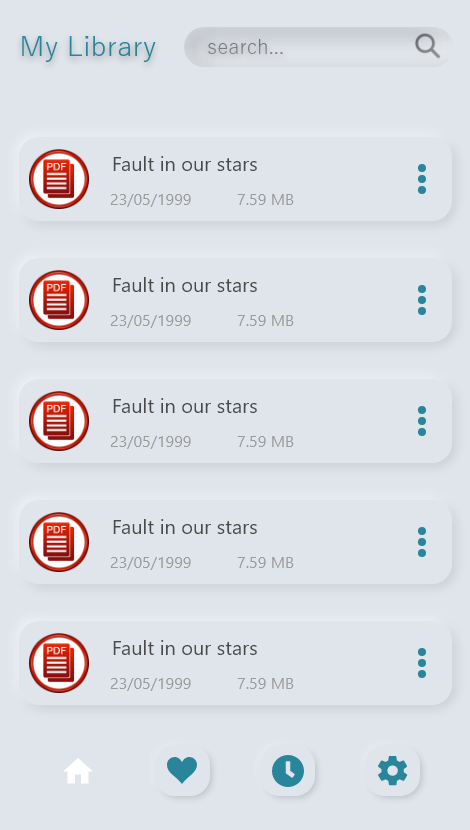 My Library
search...
PDF
Fault in our stars
23/05/1999 7.59 MB
PDF
Fault in our stars
23/05/1999 7.59 MB
PDF
Fault in our stars
23/05/1999 7.59 MB
PDF
Fault in our stars
23/05/1999 7.59 MB
PDF
Fault in our stars
23/05/1999 7.59 MB